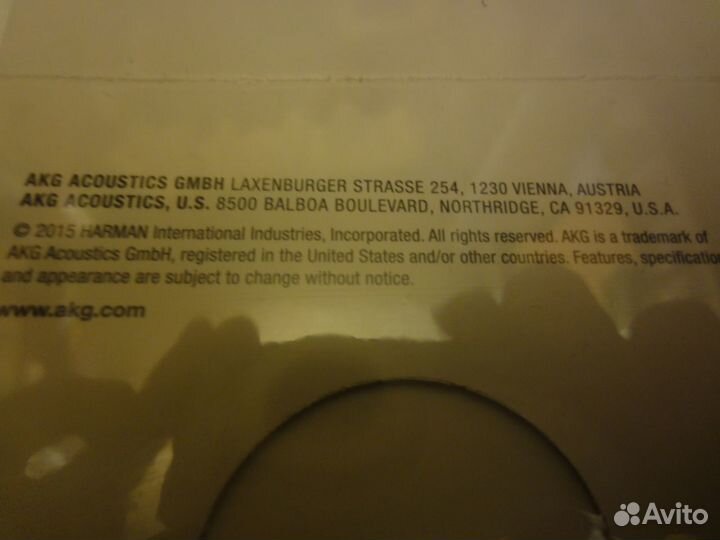 AKG ACOUSTICS GMBH LAXENBURGER STRASSE 254, 1230 VIENNA, AUSTRIA
AKG ACOUSTICS, U.S. 8500 BALBOA BOULEVARD, NORTHRIDGE, CA 91329, U.S.A.
© 2015 HARMAN International Industries, Incorporated. All rights reserved. AKG is a trademark of
AKG Acoustics GmbH, registered in the United States and/or other countries. Features, specification
and appearance are subject to change without notice.
www.akg.com
Avito